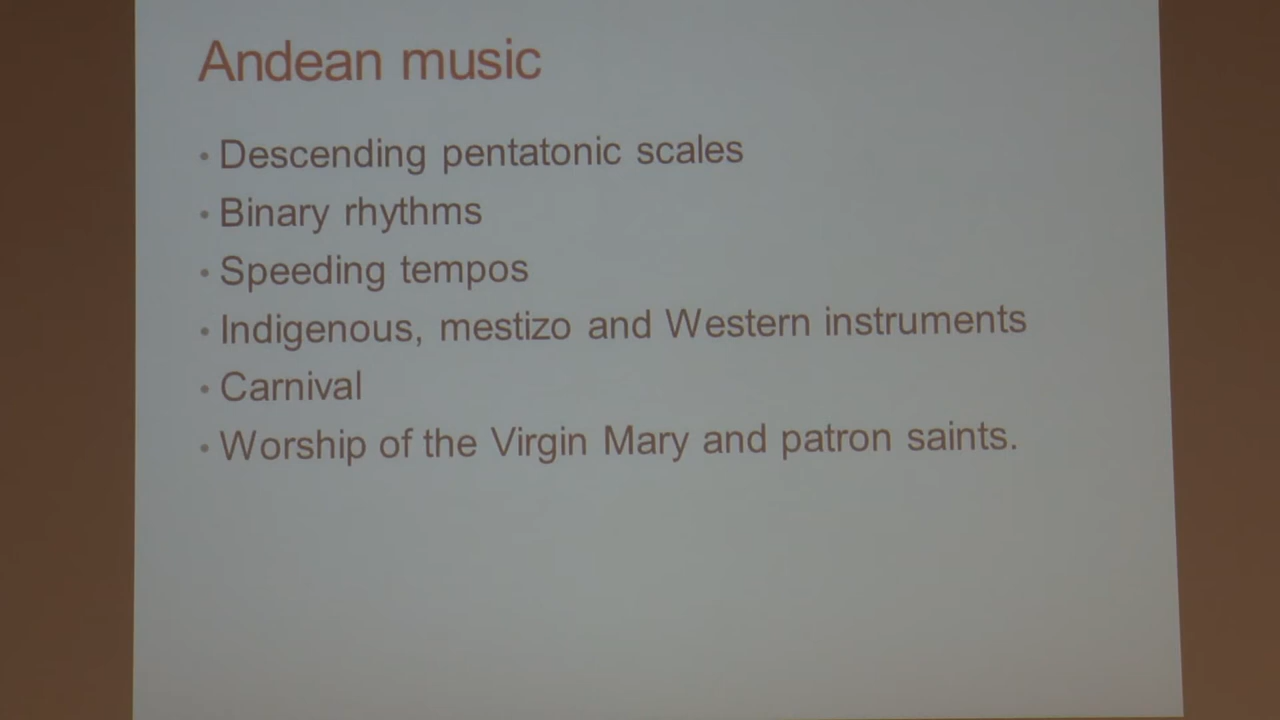 Andean music
• Descending pentatonic scales
• Binary rhythms
• Speeding tempos
• Indigenous, mestizo and Western instruments
• Carnival
• Worship of the Virgin Mary and patron saints.